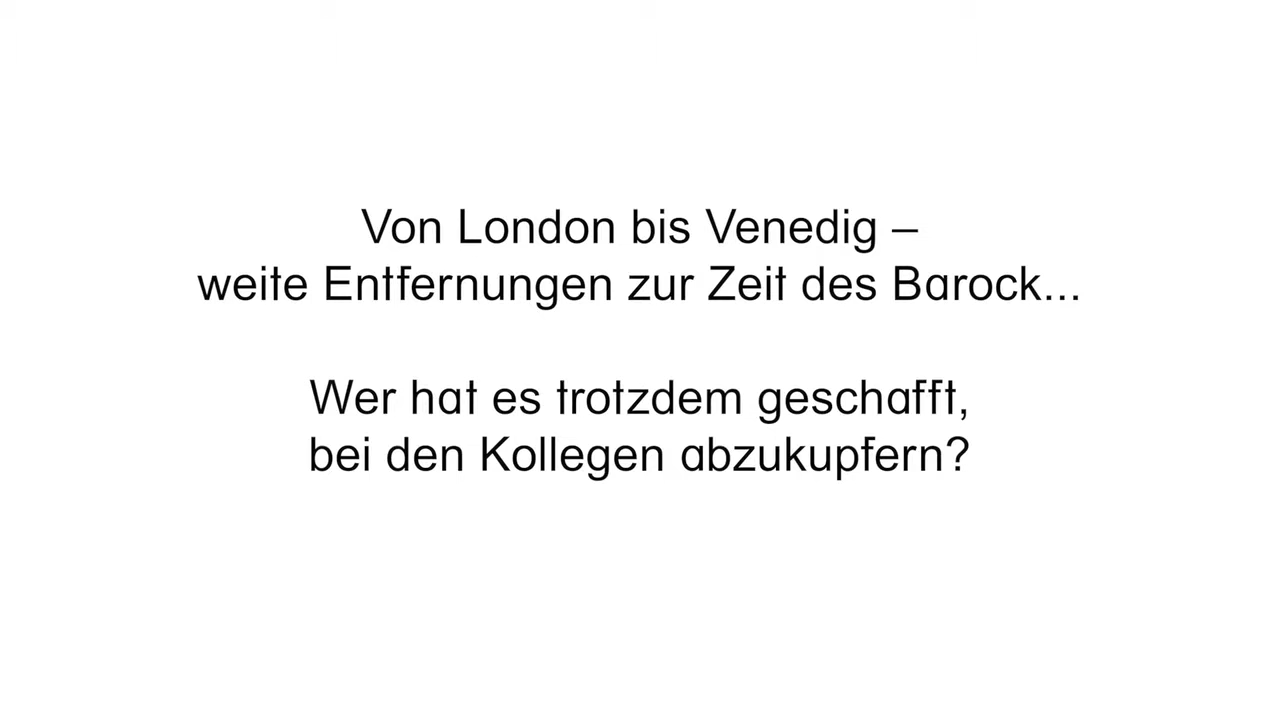 Von London bis Venedig –
weite Entfernungen zur Zeit des Barock...
Wer hat es trotzdem geschafft,
bei den Kollegen abzukupfern?